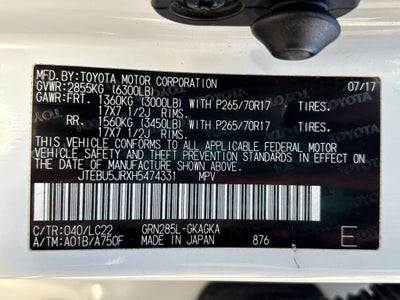 MFD.BY:TOYOTA MOTOR CORPORATION 07/17
GVWR:2855KG (6300LB)
GAWR:FRT. 1360KG (3000LB) WITH P265/70R17 TIRES.
17X7 1/2J RIMS.
RR. 1560KG (3450LB) WITH P265/70R17 TIRES.
17X7 1/2J RIMS.
THIS VEHICLE CONFORMS TO ALL APPLICABLE FEDERAL MOTOR
VEHICLE SAFETY AND THEFT PREVENTION STANDARDS IN EFFECT
ON THE DATE OF MANUFACTURE SHOWN ABOVE.
JTEBU5JRXH5474331 MPV
C/TR:040/LC22 GRN285L-GKAGKA
A/TM:A01B/A750F MADE IN JAPAN 876 E